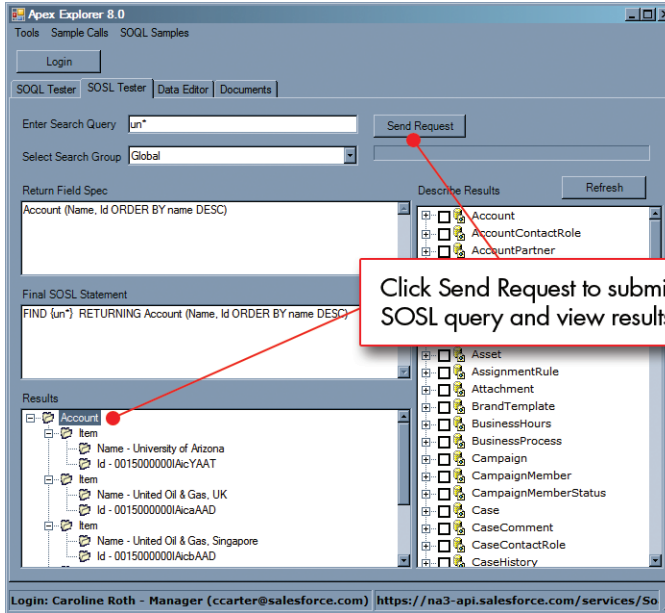 Apex Explorer 8.0
Tools Sample Calls SOQL Samples
Login
SOQL Tester SOSL Tester Data Editor Documents
Enter Search Query un* Send Request
Select Search Group Global
Return Field Spec
Describe Results Refresh
Account (Name, Id ORDER BY name DESC)
Account
AccountContactRole
AccountPartner
Click Send Request to submi
SOSL query and view results
Final SOSL Statement
FIND {un*} RETURNING Account (Name, Id ORDER BY name DESC)
Asset
AssignmentRule
Attachment
BrandTemplate
BusinessHours
BusinessProcess
Campaign
CampaignMember
CampaignMemberStatus
Case
CaseComment
CaseContactRole
CaseHistory
Results
Account
Item
Name - University of Arizona
Id - 0015000000IAicYAAT
Item
Name - United Oil & Gas, UK
Id - 0015000000IAicaAAD
Item
Name - United Oil & Gas, Singapore
Id - 0015000000IAicbAAD
Login: Caroline Roth - Manager (ccarter@salesforce.com) https://na3-api.salesforce.com/services/So